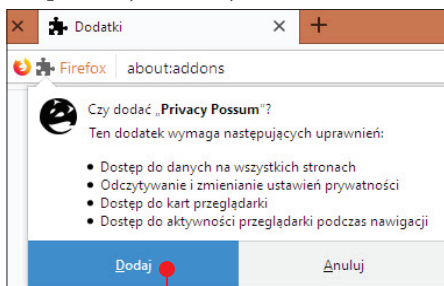 Dodatki
Firefox about:addons
Czy dodać „Privacy Possum”?
Ten dodatek wymaga następujących uprawnień:
• Dostęp do danych na wszystkich stronach
• Odczytywanie i zmienianie ustawień prywatności
• Dostęp do kart przeglądarki
• Dostęp do aktywności przeglądarki podczas nawigacji
Dodaj Anuluj